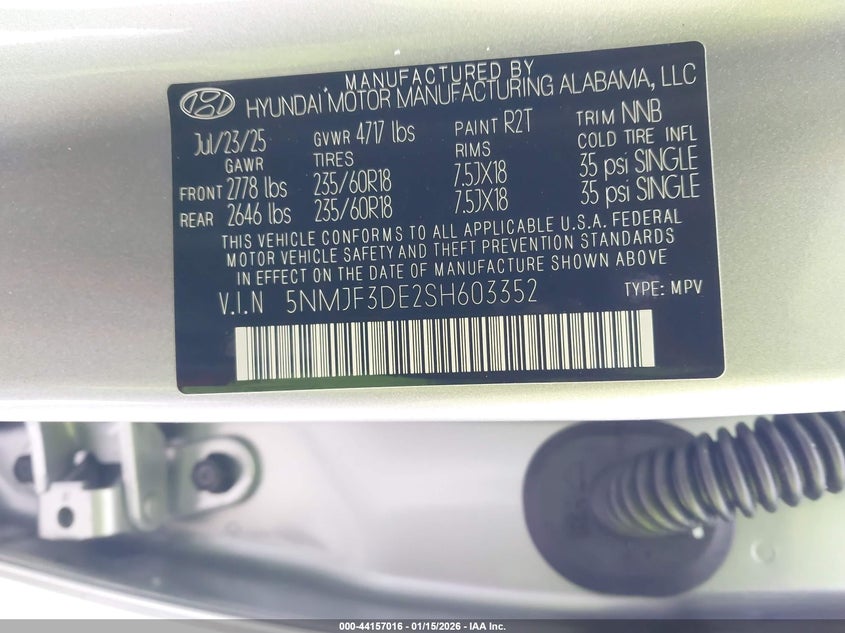 MANUFACTURED BY
HYUNDAI MOTOR MANUFACTURING ALABAMA, LLC
Jul/23/25 GVWR 4717 lbs PAINT R2T TRIM NNB
GAWR TIRES RIMS COLD TIRE INFL
FRONT 2778 lbs 235/60R18 7.5JX18 35 psi SINGLE
REAR 2646 lbs 235/60R18 7.5JX18 35 psi SINGLE
THIS VEHICLE CONFORMS TO ALL APPLICABLE U.S.A. FEDERAL
MOTOR VEHICLE SAFETY AND THEFT PREVENTION STANDARDS
IN EFFECT ON THE DATE OF MANUFACTURE SHOWN ABOVE
V.I.N 5NMJF3DE2SH603352 TYPE: MPV
000-44157016 - 01/15/2026 - IAA Inc.